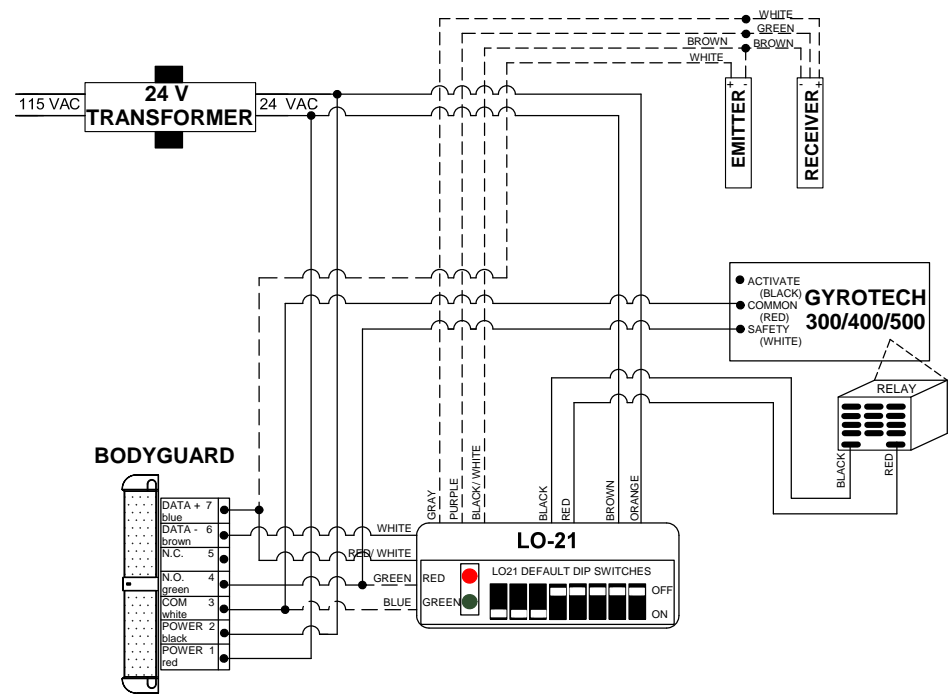 WHITE
GREEN
BROWN
BROWN
WHITE
115 VAC
24 V
TRANSFORMER
24 VAC
+ -
EMITTER
- +
RECEIVER
ACTIVATE
(BLACK)
COMMON
(RED)
SAFETY
(WHITE)
GYROTECH
300/400/500
RELAY
BLACK
RED
BODYGUARD
DATA + 7
blue
DATA - 6
brown
N.C. 5
N.O. 4
green
COM 3
white
POWER 2
black
POWER 1
red
GRAY
PURPLE
BLACK/ WHITE
BLACK
RED
BROWN
ORANGE
WHITE
RED/ WHITE
GREEN
BLUE
LO-21
RED
GREEN
LO21 DEFAULT DIP SWITCHES
OFF
ON